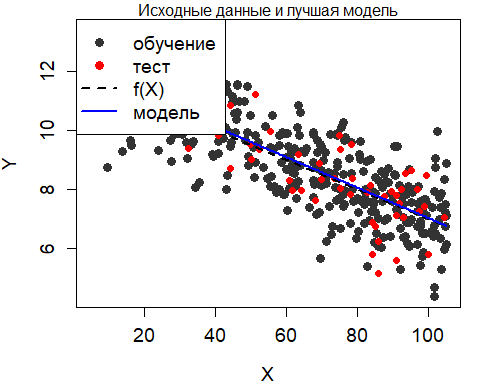 Исходные данные и лучшая модель
обучение
тест
f(X)
модель
12
10
8
6
Y
20 40 60 80 100
X